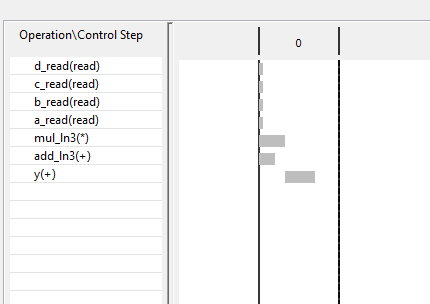 Operation\Control Step
0
d_read(read)
c_read(read)
b_read(read)
a_read(read)
mul_ln3(*)
add_ln3(+)
y(+)